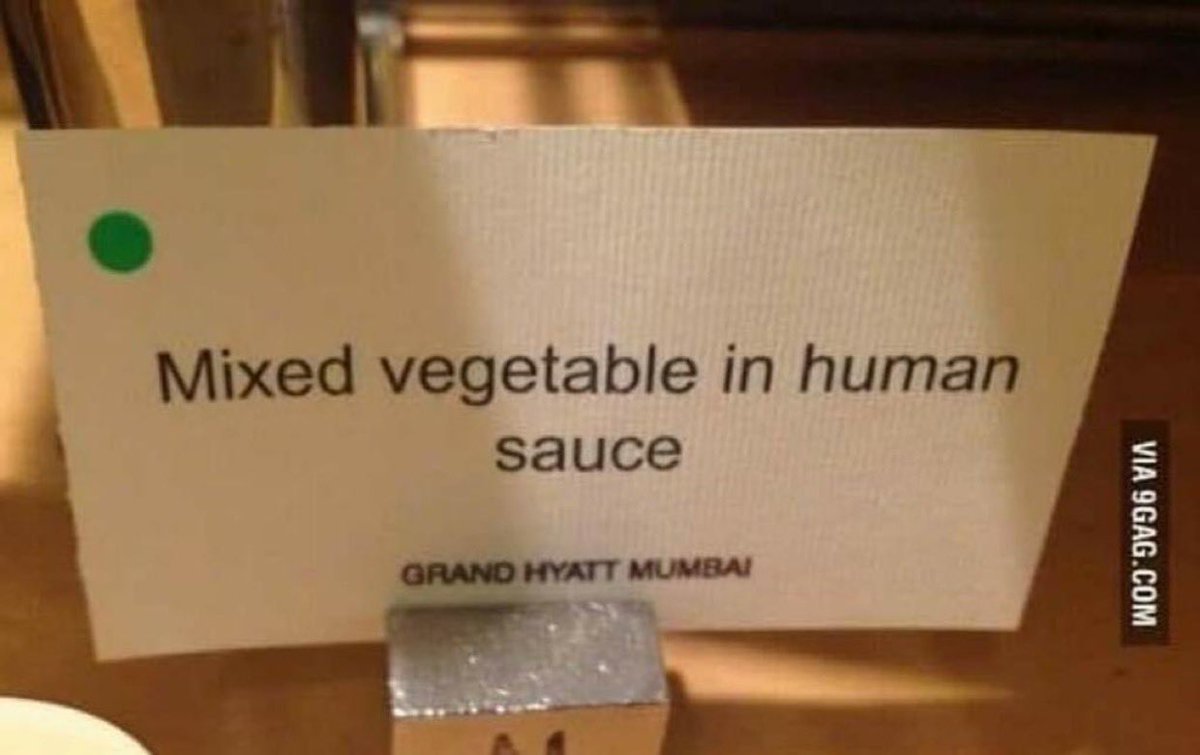 Mixed vegetable in human
sauce
GRAND HYATT MUMBAI
VIA 9GAG.COM